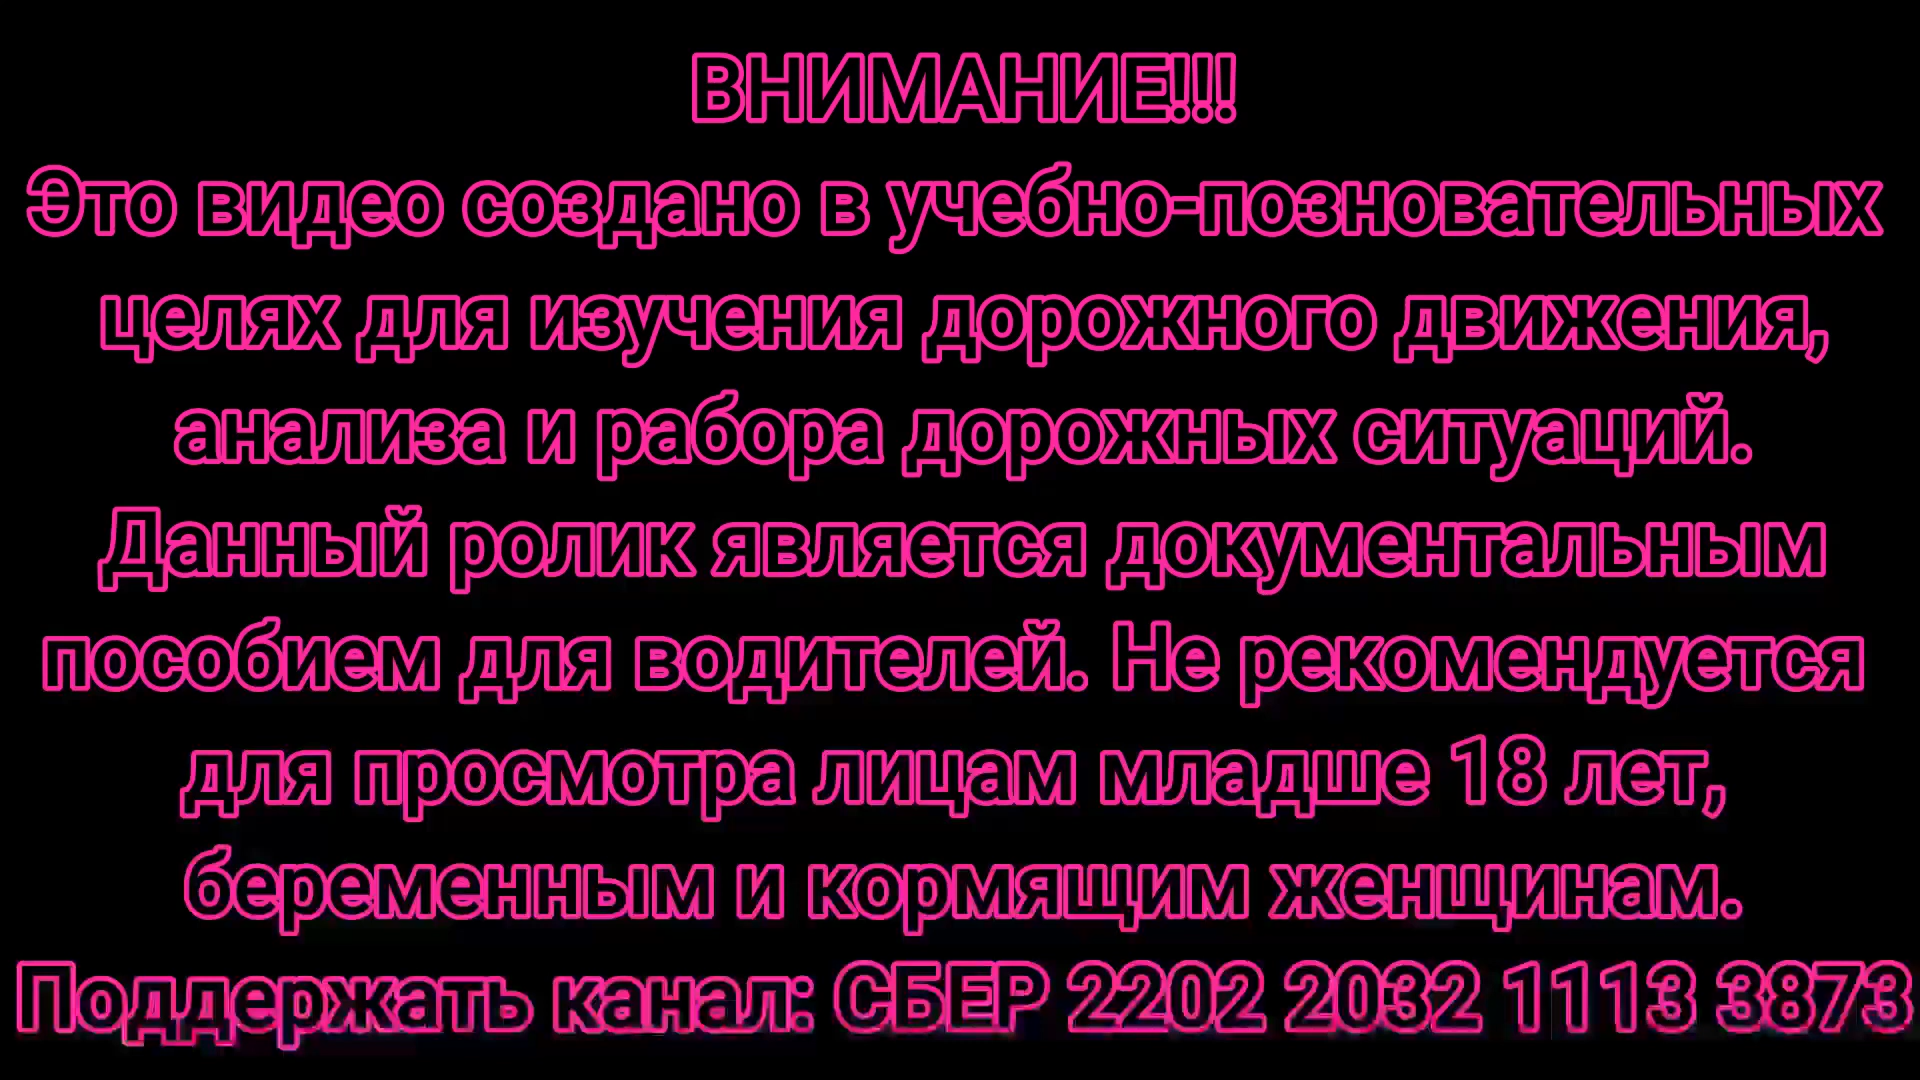 ВНИМАНИЕ!!!
Это видео создано в учебно-позновательных
целях для изучения дорожного движения,
анализа и рабора дорожных ситуаций.
Данный ролик является документальным
пособием для водителей. Не рекомендуется
для просмотра лицам младше 18 лет,
беременным и кормящим женщинам.
Поддержать канал: СБЕР 2202 2032 1113 3873